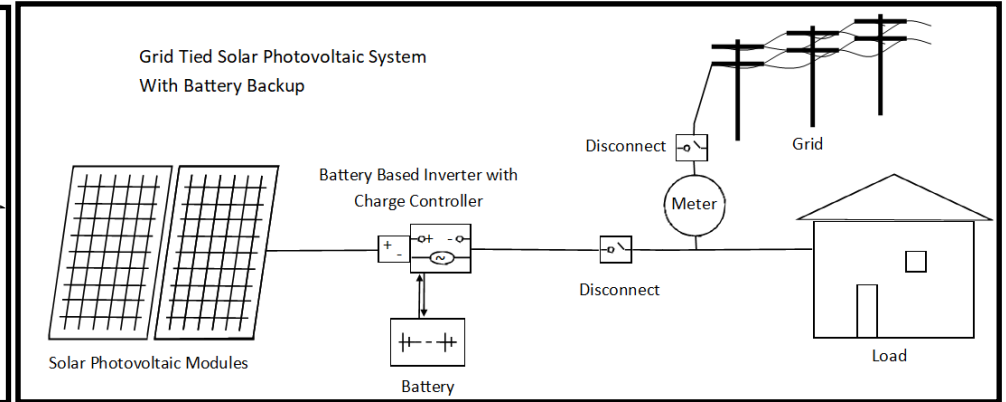 Grid Tied Solar Photovoltaic System
With Battery Backup
Disconnect
Grid
Battery Based Inverter with
Charge Controller
Meter
+
-
+ -
~
Disconnect
Solar Photovoltaic Modules
Load
Battery